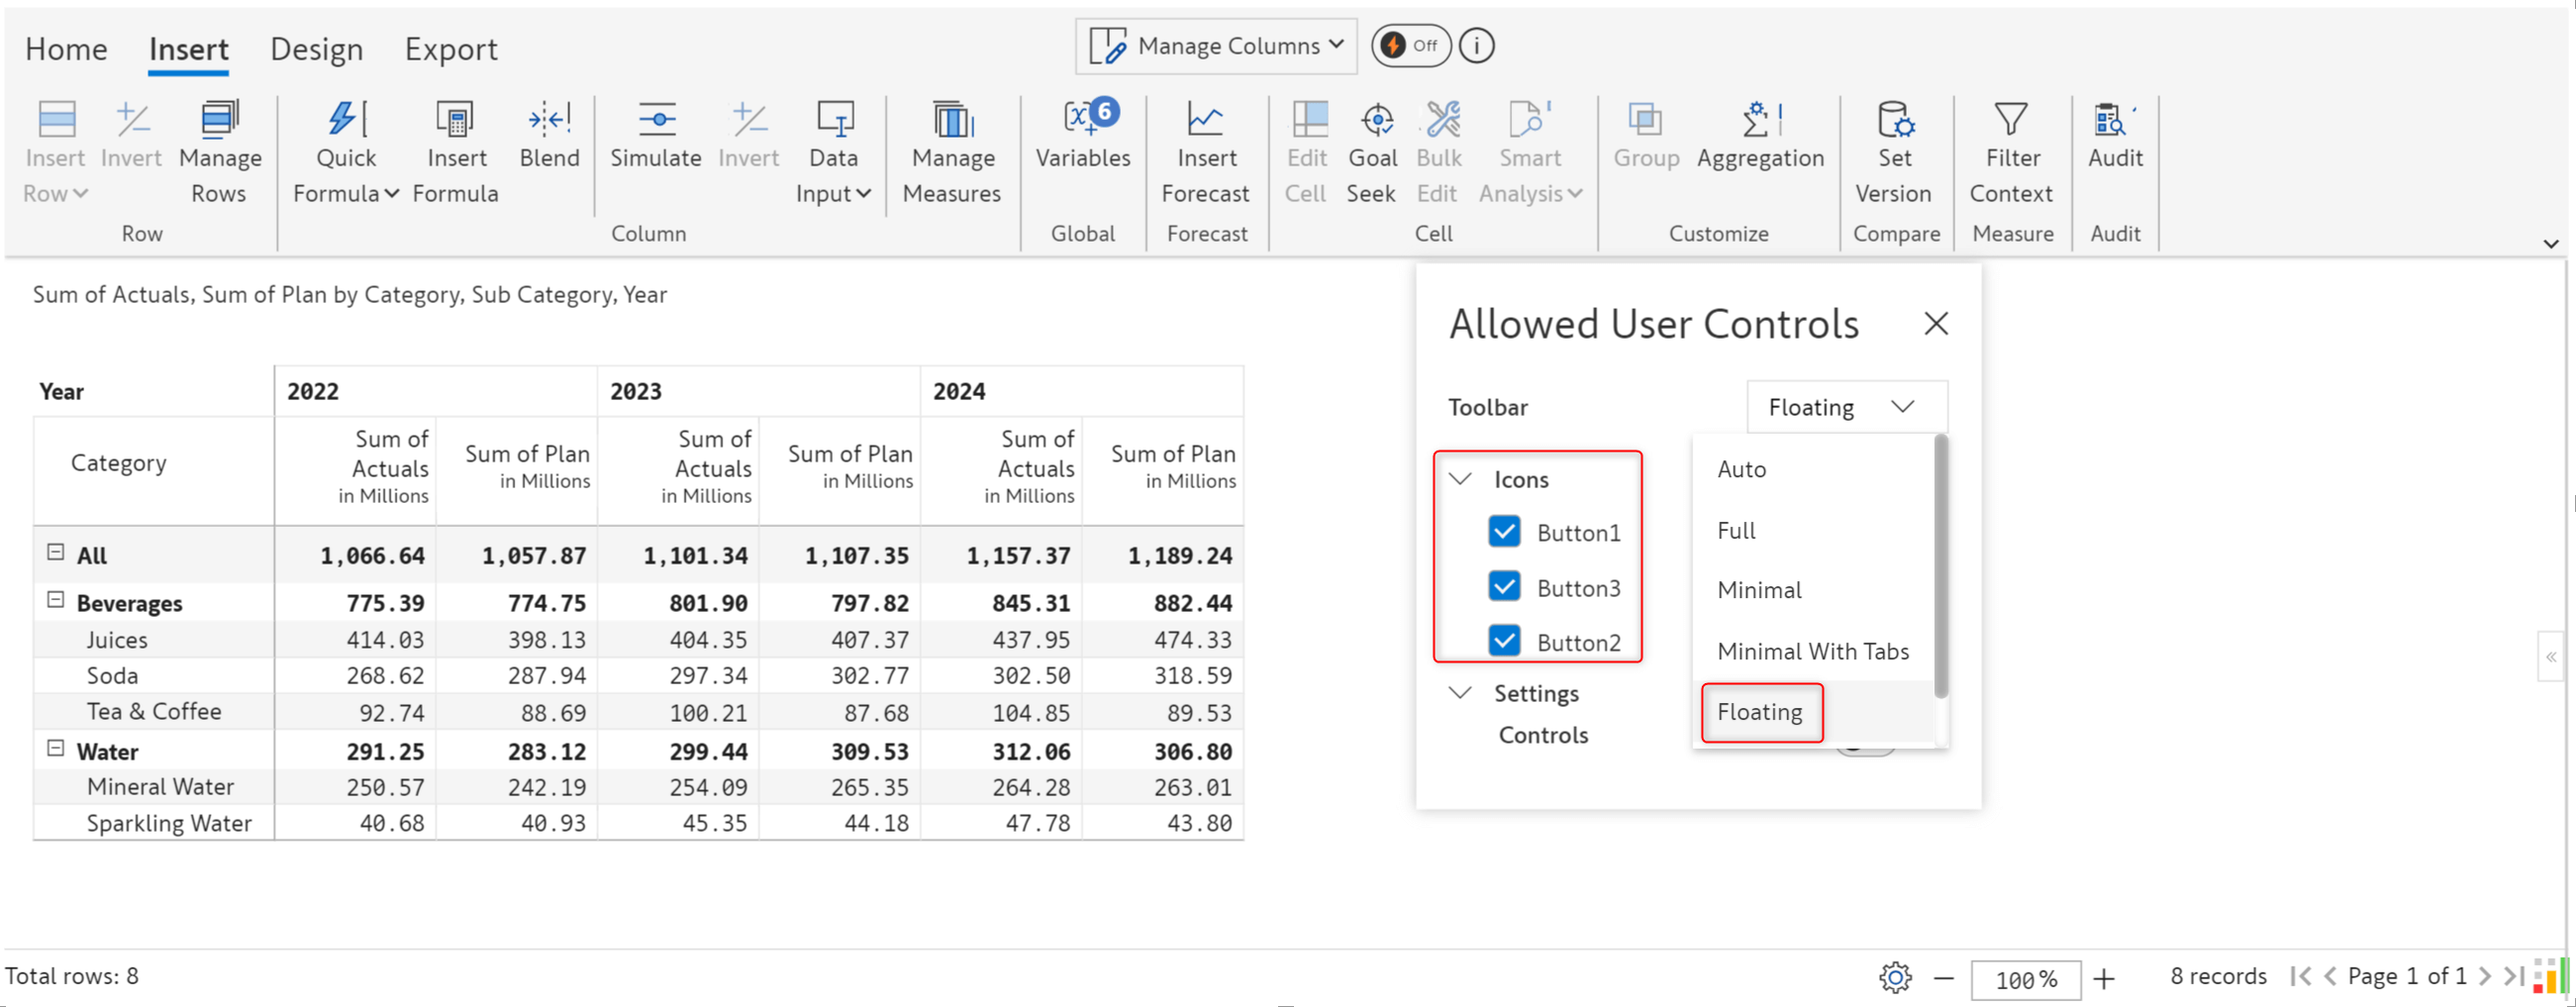 Home Insert Design Export Manage Columns Off i
Insert Invert Manage Quick Insert Blend Simulate Invert Data Manage Variables 6 Insert Edit Goal Bulk Smart Group Aggregation Set Filter Audit
Row Rows Formula Formula Input Measures Forecast Cell Seek Edit Analysis Version Context
Row Column Global Forecast Cell Customize Compare Measure Audit
Sum of Actuals, Sum of Plan by Category, Sub Category, Year
Year 2022 2023 2024
Category Sum of Actuals in Millions Sum of Plan in Millions Sum of Actuals in Millions Sum of Plan in Millions Sum of Actuals in Millions Sum of Plan in Millions
All 1,066.64 1,057.87 1,101.34 1,107.35 1,157.37 1,189.24
Beverages 775.39 774.75 801.90 797.82 845.31 882.44
Juices 414.03 398.13 404.35 407.37 437.95 474.33
Soda 268.62 287.94 297.34 302.77 302.50 318.59
Tea & Coffee 92.74 88.69 100.21 87.68 104.85 89.53
Water 291.25 283.12 299.44 309.53 312.06 306.80
Mineral Water 250.57 242.19 254.09 265.35 264.28 263.01
Sparkling Water 40.68 40.93 45.35 44.18 47.78 43.80
Allowed User Controls
Toolbar Floating
Icons
Button1
Button3
Button2
Settings
Controls
Auto
Full
Minimal
Minimal With Tabs
Floating
Total rows: 8 100% 8 records Page 1 of 1